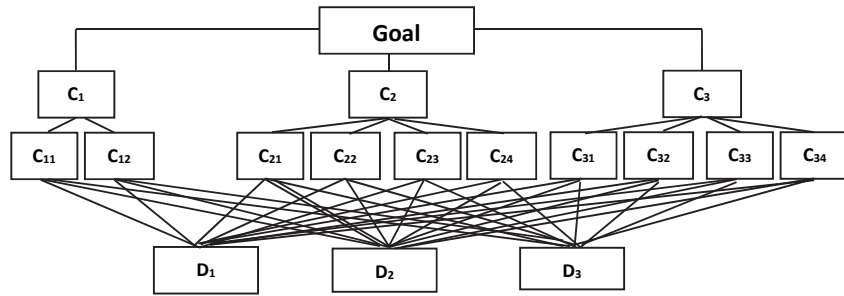 Goal
C₁ C₂ C₃
C₁₁ C₁₂ C₂₁ C₂₂ C₂₃ C₂₄ C₃₁ C₃₂ C₃₃ C₃₄
D₁ D₂ D₃